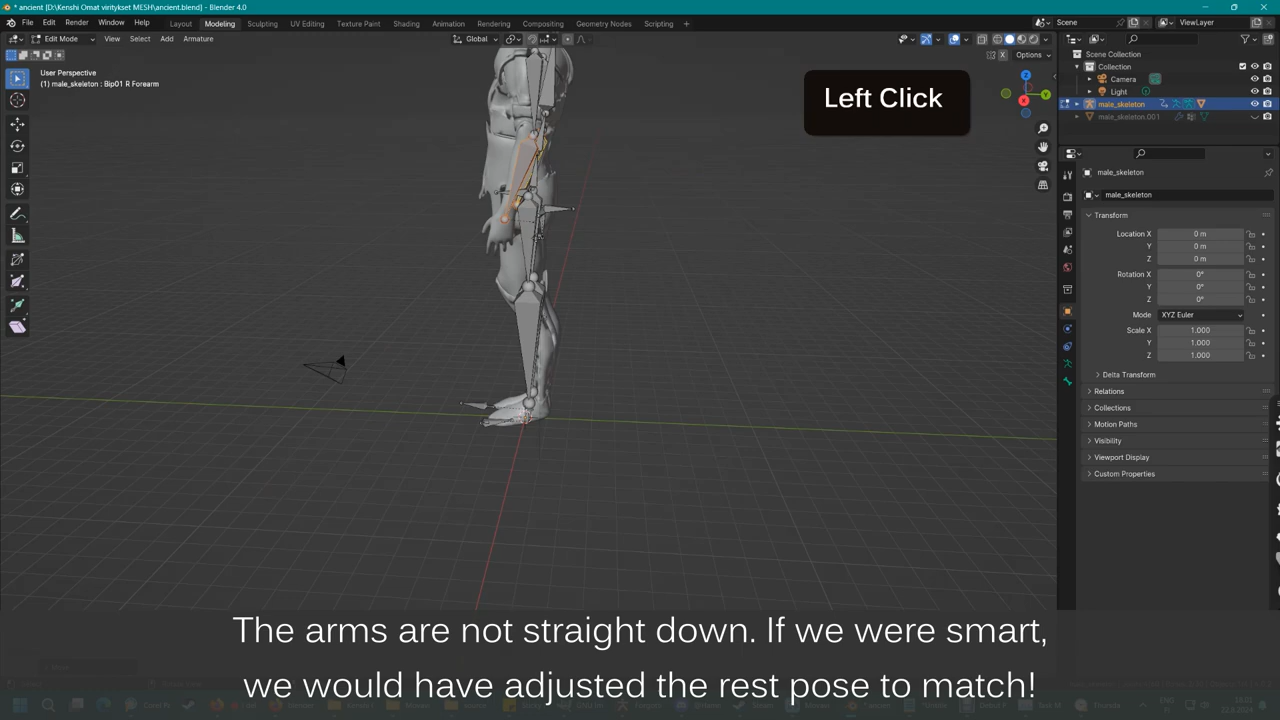 * ancient [D:\Kenshi Omat viritykset MESH\ancient.blend] - Blender 4.0
File Edit Render Window Help Layout Modeling Sculpting UV Editing Texture Paint Shading Animation Rendering Compositing Geometry Nodes Scripting + Scene ViewLayer
Edit Mode View Select Add Armature Global
Options
User Perspective
(1) male_skeleton : Bip01 R Forearm
Left Click
Scene Collection
Collection
Camera
Light
male_skeleton
male_skeleton.001
male_skeleton
male_skeleton
Transform
Location X 0 m
Y 0 m
Z 0 m
Rotation X 0°
Y 0°
Z 0°
Mode XYZ Euler
Scale X 1.000
Y 1.000
Z 1.000
Delta Transform
Relations
Collections
Motion Paths
Visibility
Viewport Display
Custom Properties
The arms are not straight down. If we were smart,
we would have adjusted the rest pose to match!